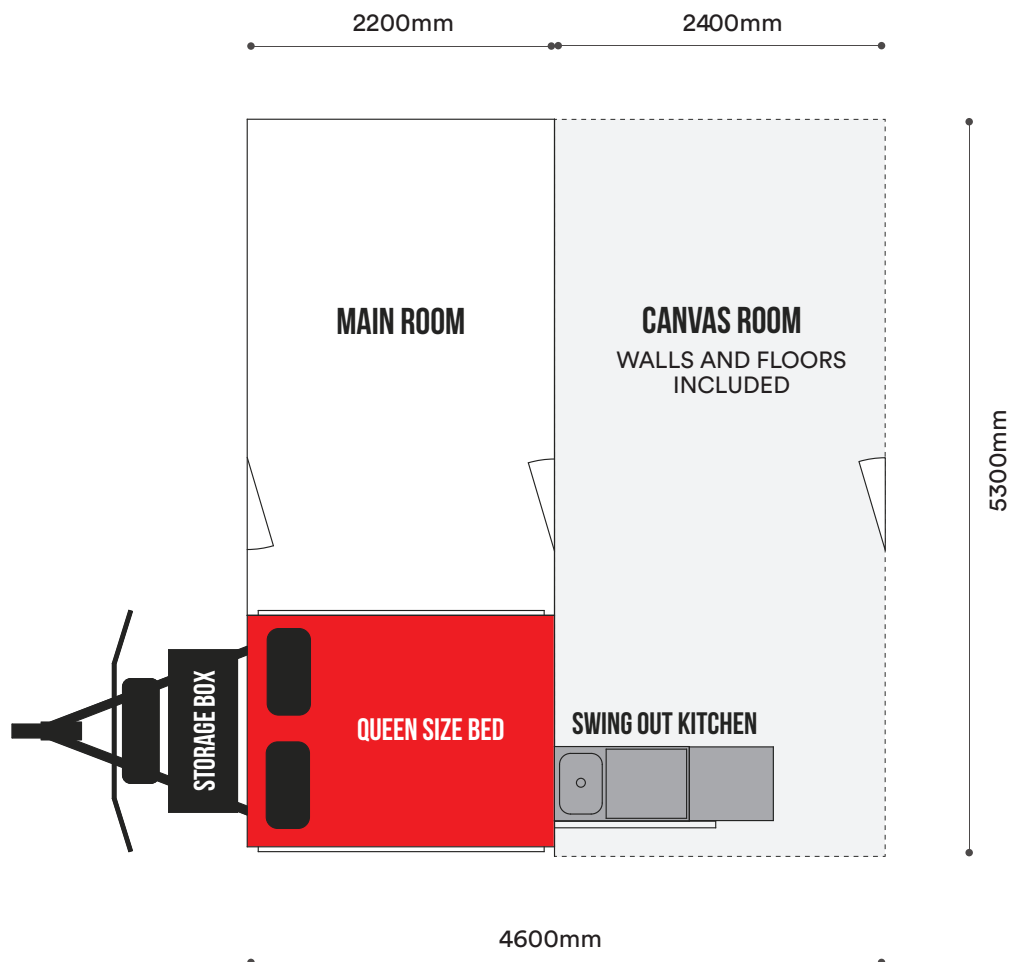 2200mm
2400mm
MAIN ROOM
CANVAS ROOM
WALLS AND FLOORS
INCLUDED
5300mm
STORAGE BOX
QUEEN SIZE BED
SWING OUT KITCHEN
4600mm